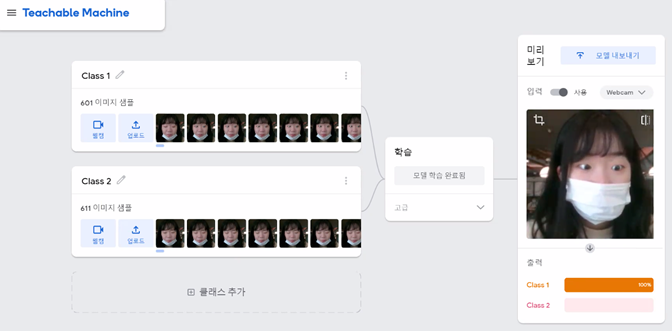 Teachable Machine
Class 1
601 이미지 샘플
웹캠
업로드
Class 2
611 이미지 샘플
웹캠
업로드
클래스 추가
학습
모델 학습 완료됨
고급
미리
보기
모델 내보내기
입력
사용
Webcam
출력
Class 1
100%
Class 2